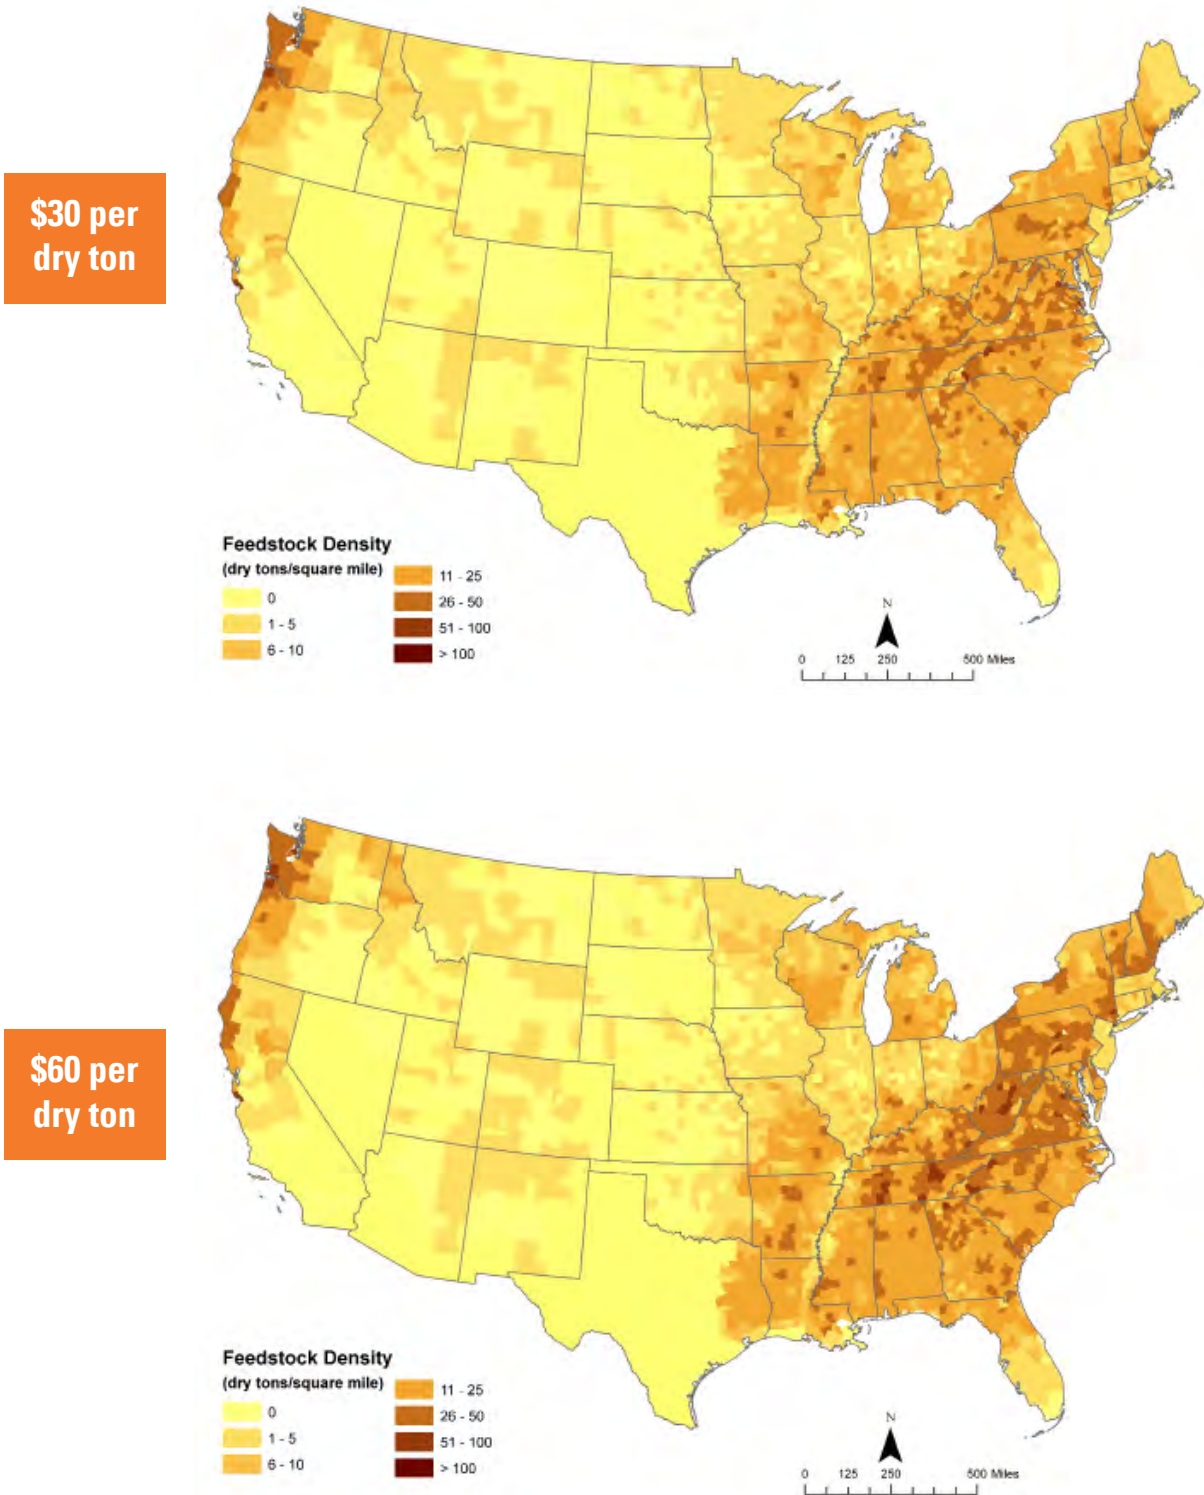 $30 per
dry ton
Feedstock Density
(dry tons/square mile)
0
1 - 5
6 - 10
11 - 25
26 - 50
51 - 100
> 100
N
0 125 250 500 Miles
$60 per
dry ton
Feedstock Density
(dry tons/square mile)
0
1 - 5
6 - 10
11 - 25
26 - 50
51 - 100
> 100
N
0 125 250 500 Miles